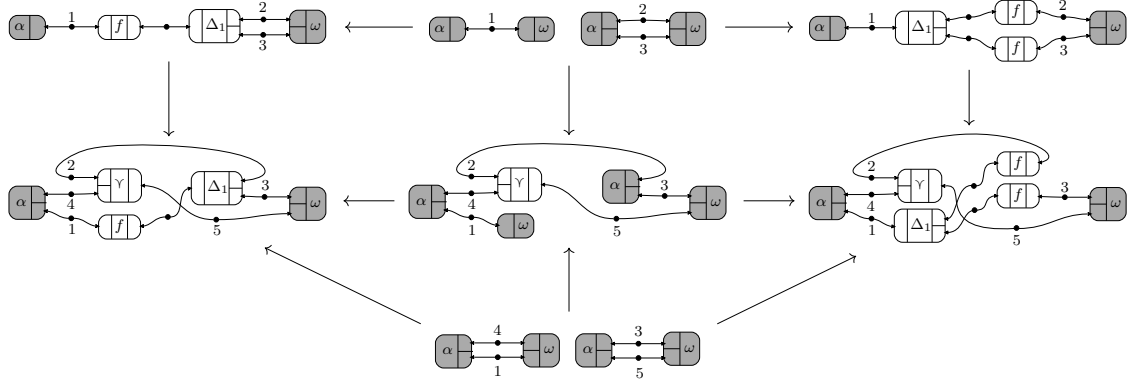 α 1 f Δ₁ 2 3 ω
α 1 ω α 2 3 ω
α 1 Δ₁ f f 2 3 ω
α 2 4 1 γ f Δ₁ 3 5 ω
α 2 4 1 γ ω α 3 5 ω
α 2 4 1 γ Δ₁ f f 3 5 ω
α 4 1 ω α 3 5 ω